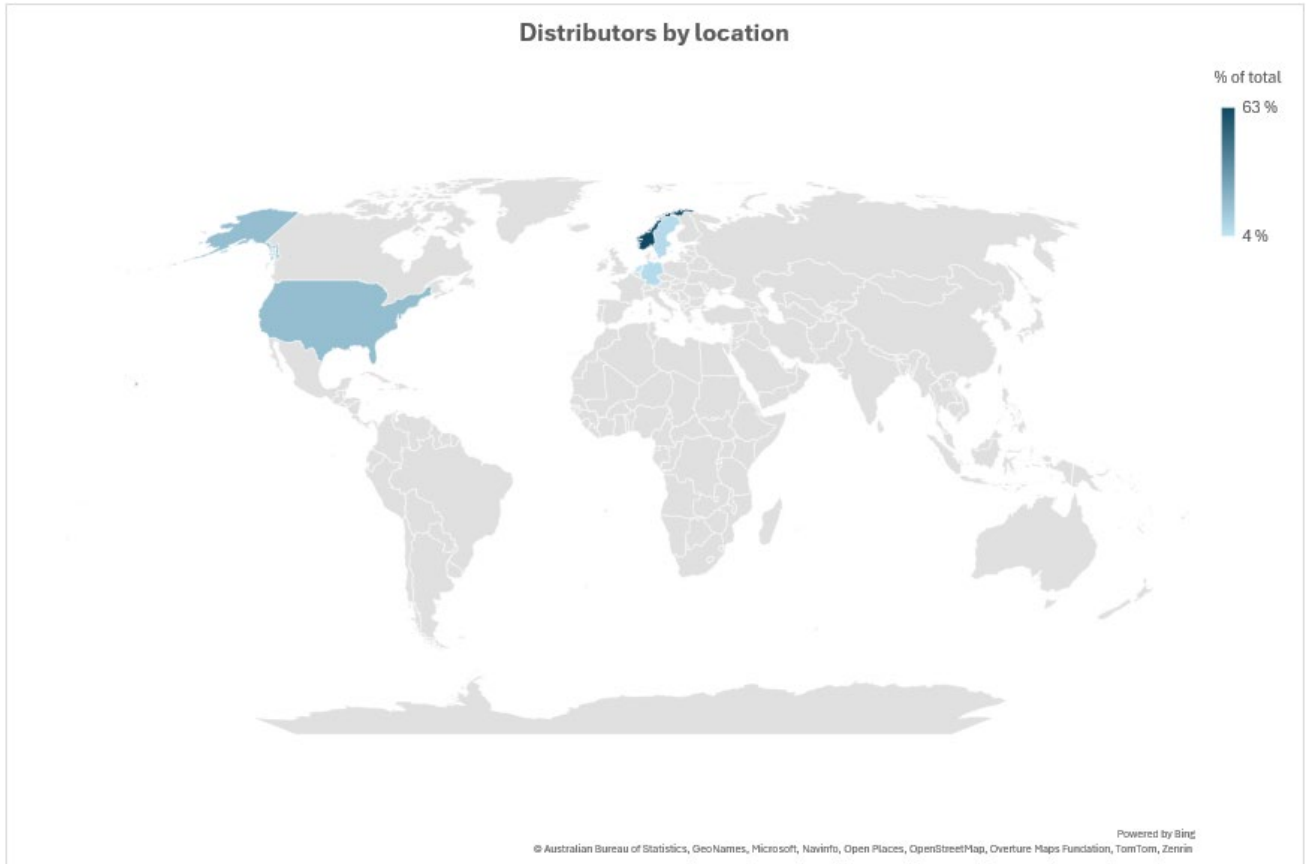 Distributors by location
% of total
63 %
4 %
Powered by Bing
© Australian Bureau of Statistics, GeoNames, Microsoft, Navinfo, Open Places, OpenStreetMap, Overture Maps Fundation, TomTom, Zenrin